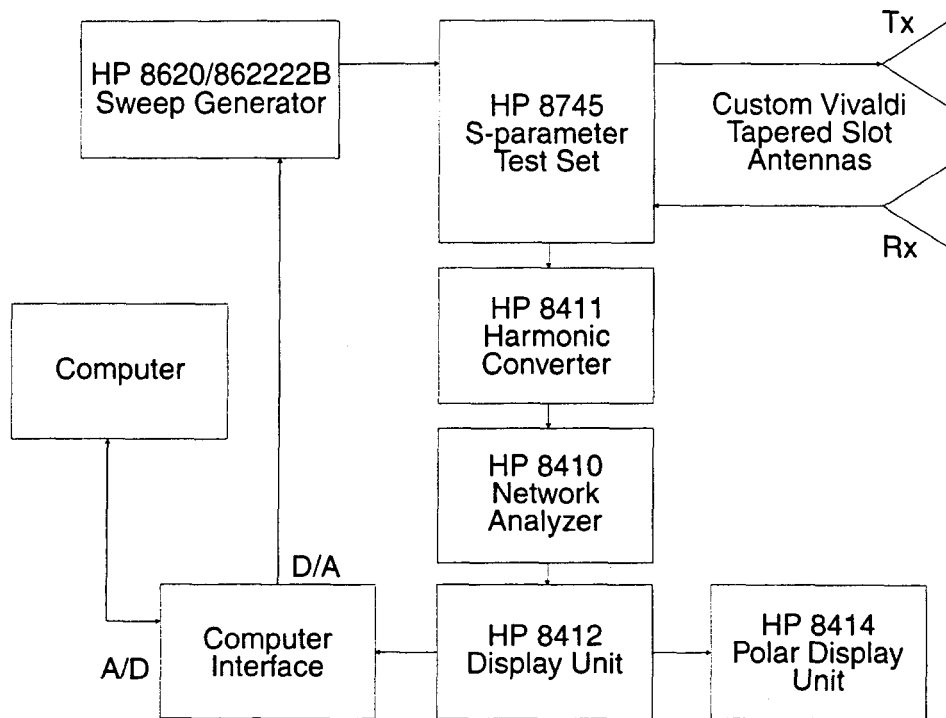 Tx
HP 8620/862222B
Sweep Generator
HP 8745
S-parameter
Test Set
Custom Vivaldi
Tapered Slot
Antennas
Rx
HP 8411
Harmonic
Converter
Computer
HP 8410
Network
Analyzer
D/A
A/D
Computer
Interface
HP 8412
Display Unit
HP 8414
Polar Display
Unit